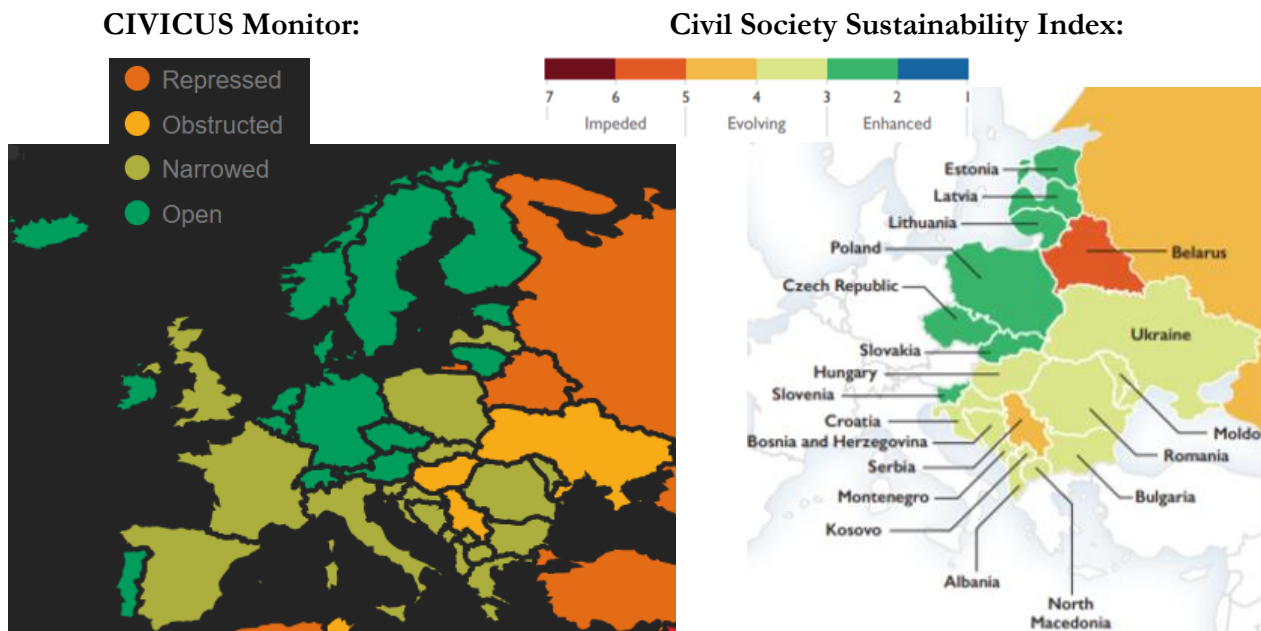 CIVICUS Monitor:
Repressed
Obstructed
Narrowed
Open
Civil Society Sustainability Index:
7 6 5 4 3 2 1
Impeded Evolving Enhanced
Estonia
Latvia
Lithuania
Belarus
Poland
Czech Republic
Ukraine
Slovakia
Hungary
Slovenia
Croatia
Moldo
Bosnia and Herzegovina
Romania
Serbia
Montenegro
Bulgaria
Kosovo
Albania
North
Macedonia